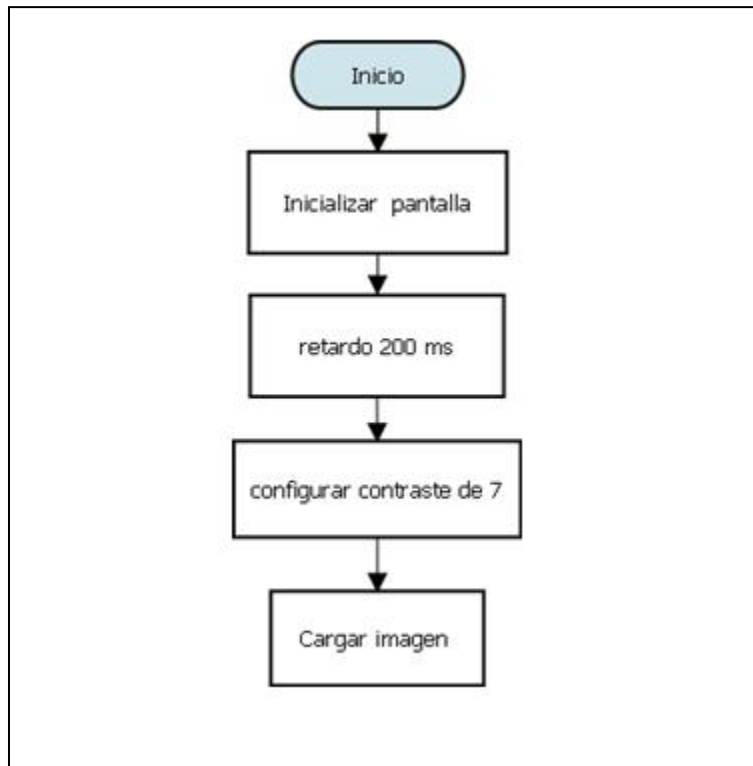 Inicio
Inicializar pantalla
retardo 200 ms
configurar contraste de 7
Cargar imagen